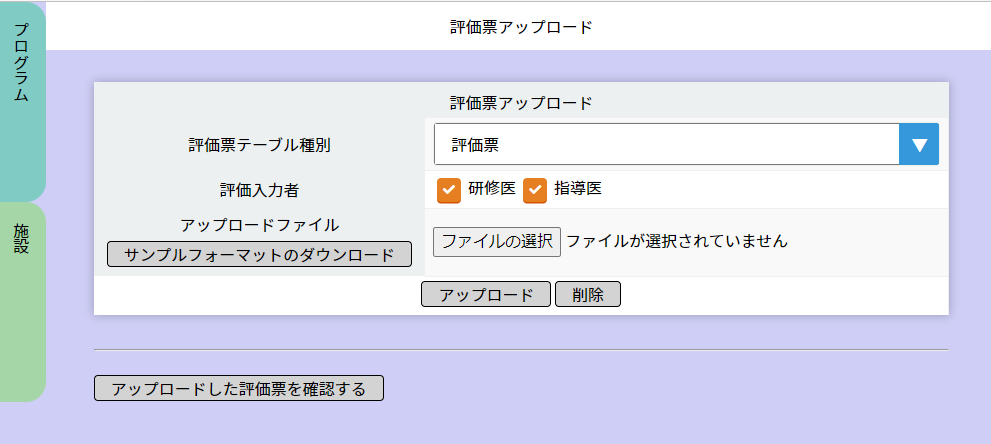 評価票アップロード
プログラム
評価票アップロード
評価票テーブル種別
評価票
評価入力者
研修医 指導医
アップロードファイル
サンプルフォーマットのダウンロード
ファイルの選択 ファイルが選択されていません
施設
アップロード 削除
アップロードした評価票を確認する